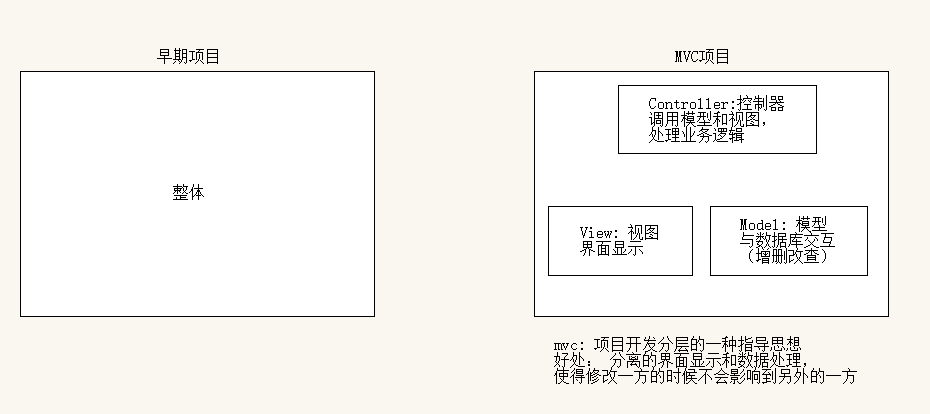 早期项目
整体
MVC项目
Controller:控制器
调用模型和视图,
处理业务逻辑
View: 视图
界面显示
Model: 模型
与数据库交互
(增删改查)
mvc: 项目开发分层的一种指导思想
好处: 分离的界面显示和数据处理,
使得修改一方的时候不会影响到另外的一方